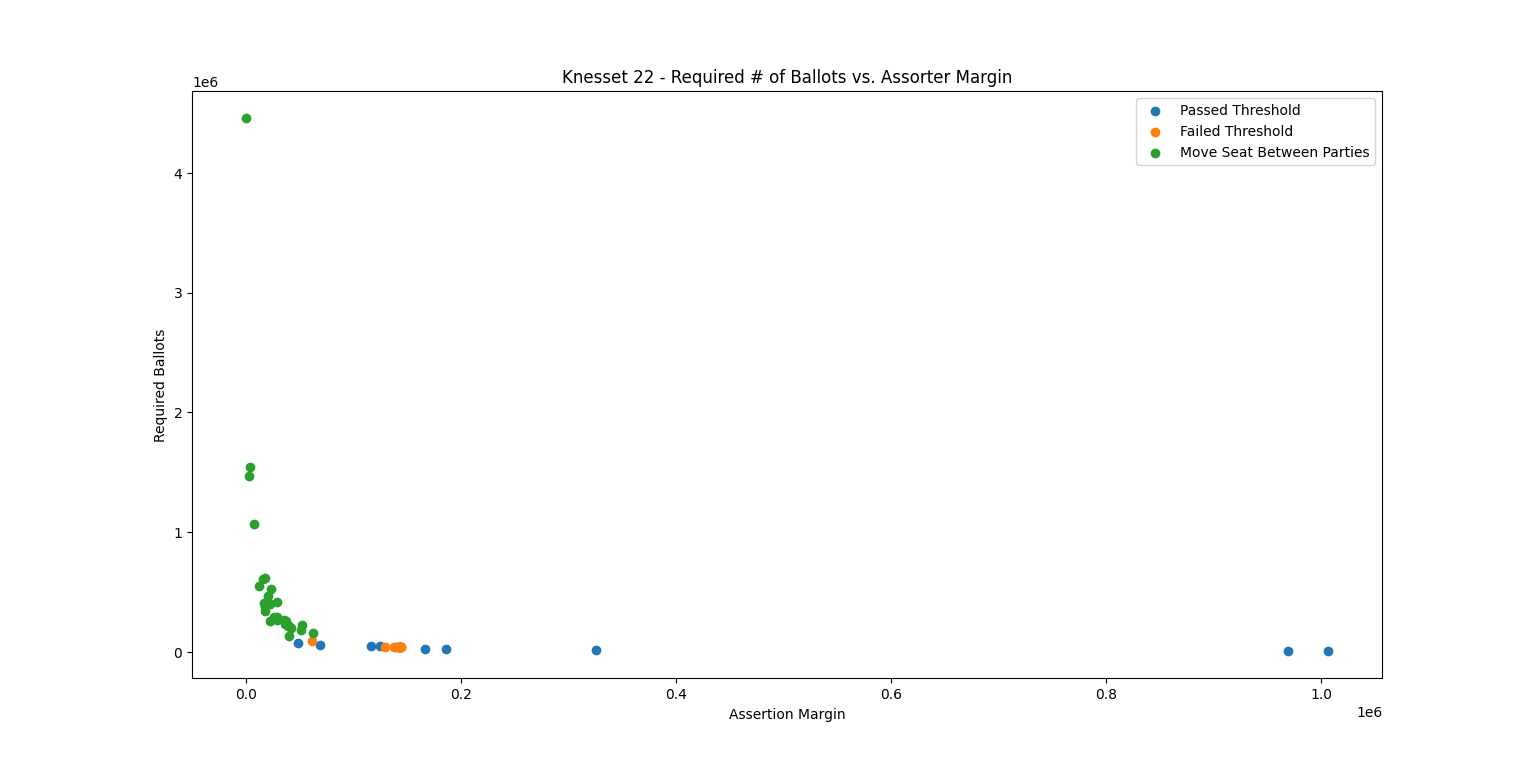 Knesset 22 - Required # of Ballots vs. Assorter Margin
1e6
Passed Threshold
Failed Threshold
Move Seat Between Parties
4
3
2
1
0
Required Ballots
0.0 0.2 0.4 0.6 0.8 1.0
1e6
Assertion Margin